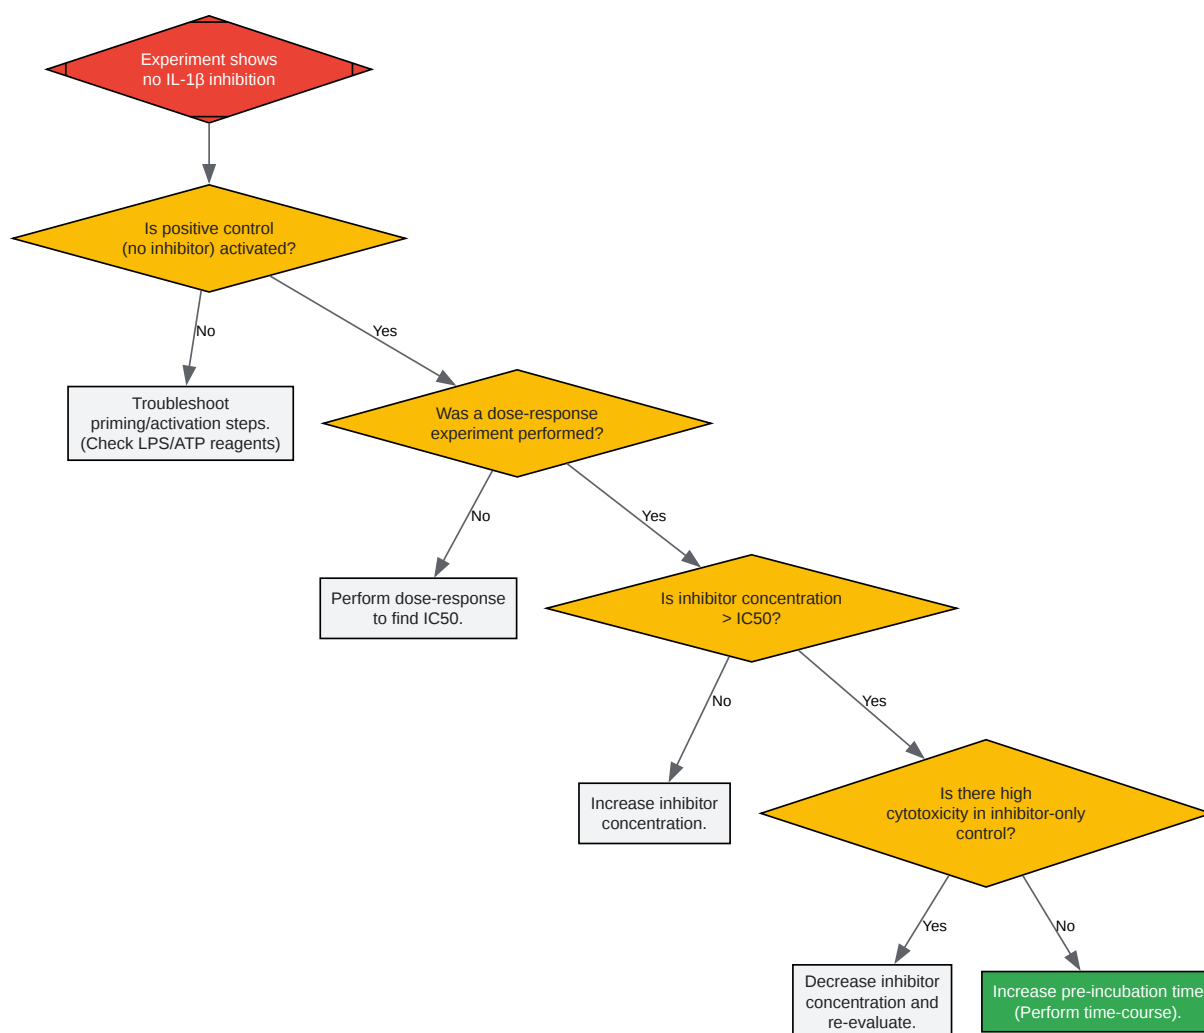 Experiment shows
no IL-1β inhibition
Is positive control
(no inhibitor) activated?
No
Yes
Troubleshoot
priming/activation steps.
(Check LPS/ATP reagents)
Was a dose-response
experiment performed?
No
Yes
Perform dose-response
to find IC50.
Is inhibitor concentration
> IC50?
No
Yes
Increase inhibitor
concentration.
Is there high
cytotoxicity in inhibitor-only
control?
Yes
No
Decrease inhibitor
concentration and
re-evaluate.
Increase pre-incubation time
(Perform time-course).